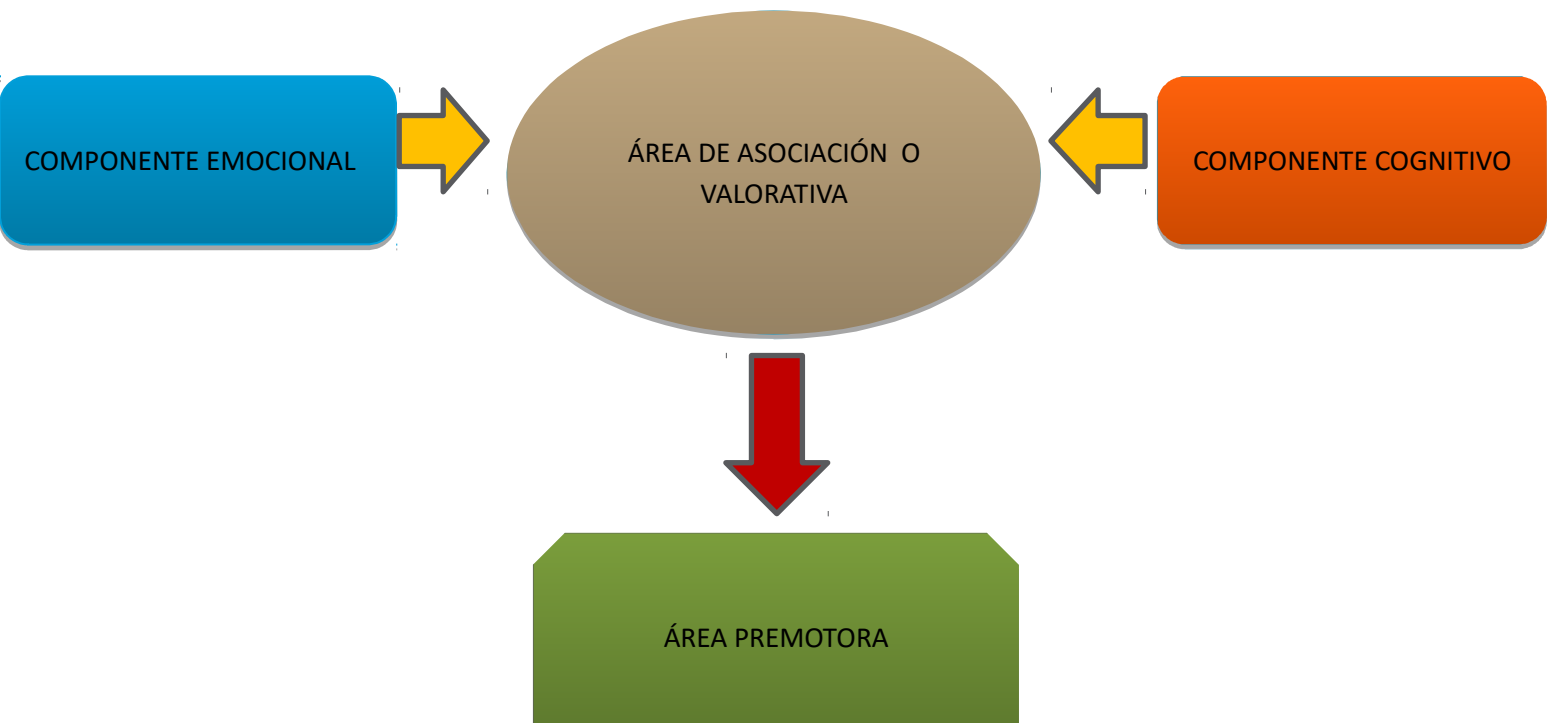 COMPONENTE EMOCIONAL
ÁREA DE ASOCIACIÓN O
VALORATIVA
COMPONENTE COGNITIVO
ÁREA PREMOTORA